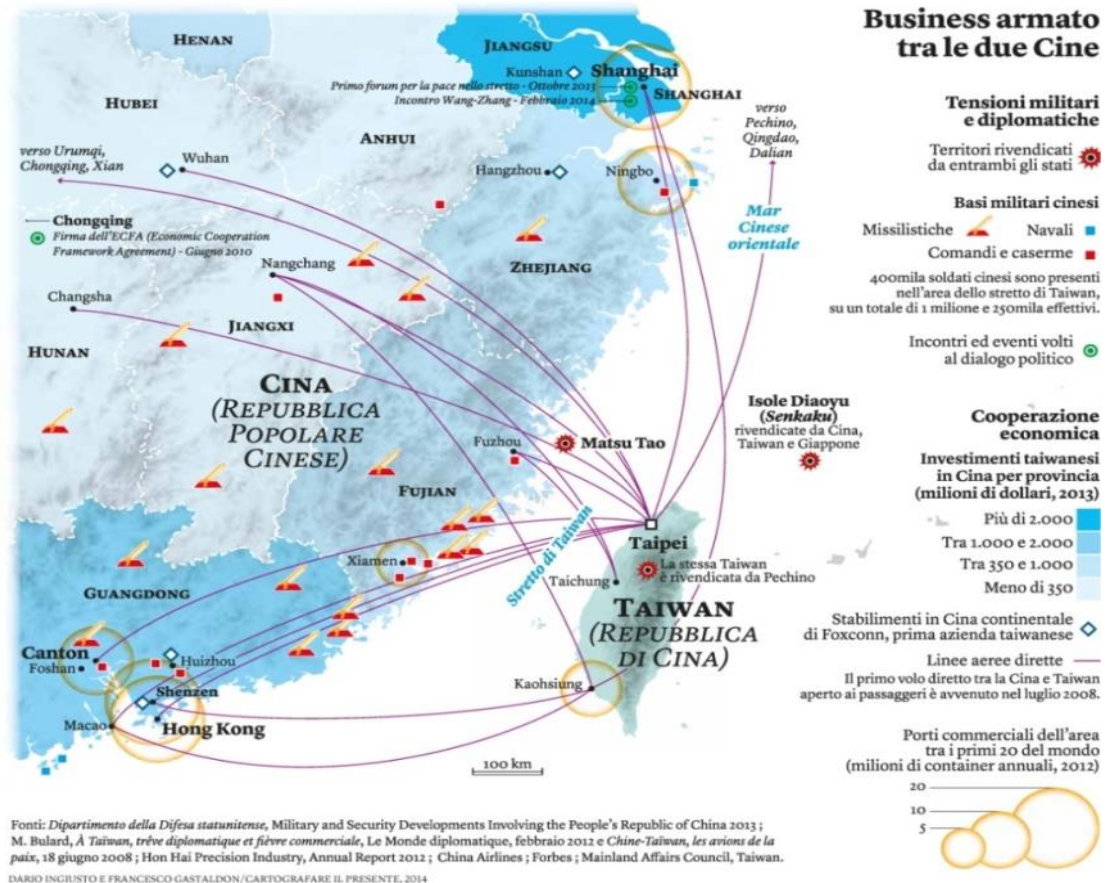 Business armato
tra le due Cine
Tensioni militari
e diplomatiche
Territori rivendicati
da entrambi gli stati
Basi militari cinesi
Missilistiche
Navali
Comandi e caserme
400mila soldati cinesi sono presenti
nell'area dello stretto di Taiwan,
su un totale di 1 milione e 250mila effettivi.
Incontri ed eventi volti
al dialogo politico
Cooperazione
economica
Investimenti taiwanesi
in Cina per provincia
(milioni di dollari, 2013)
Più di 2.000
Tra 1.000 e 2.000
Tra 350 e 1.000
Meno di 350
Stabilimenti in Cina continentale
di Foxconn, prima azienda taiwanese
Linee aeree dirette
Il primo volo diretto tra la Cina e Taiwan
aperto ai passaggeri è avvenuto nel luglio 2008.
Porti commerciali dell'area
tra i primi 20 del mondo
(milioni di container annuali, 2012)
20
10
5
HENAN
JIANGSU
Kunshan
Shanghai
Primo forum per la pace nello stretto - Ottobre 2013
SHANGHAI
Incontro Wang-Zhang - Febbraio 2014
HUBEI
ANHUI
verso
Pechino,
Qingdao,
Dalian
verso Urumqi,
Chongqing, Xian
Wuhan
Hangzhou
Ningbo
Mar
Cinese
orientale
Chongqing
Firma dell'ECFA (Economic Cooperation
Framework Agreement) - Giugno 2010
Nangchang
ZHEJIANG
Changsha
JIANGXI
HUNAN
CINA
(REPUBBLICA
POPOLARE
CINESE)
Isole Diaoyu
(Senkaku)
rivendicate da Cina,
Taiwan e Giappone
Fuzhou
Matsu Tao
FUJIAN
Stretto di Taiwan
Taipei
Xiamen
La stessa Taiwan
è rivendicata da Pechino
Taichung
GUANGDONG
TAIWAN
(REPUBBLICA
DI CINA)
Canton
Foshan
Huizhou
Kaohsiung
Shenzen
Macao
Hong Kong
100 km
Fonti: Dipartimento della Difesa statunitense, Military and Security Developments Involving the People's Republic of China 2013 ;
M. Bulard, À Taïwan, trêve diplomatique et fièvre commerciale, Le Monde diplomatique, febbraio 2012 e Chine-Taïwan, les avions de la
paix, 18 giugno 2008 ; Hon Hai Precision Industry, Annual Report 2012 ; China Airlines ; Forbes ; Mainland Affairs Council, Taiwan.
DARIO INGIUSTO E FRANCESCO GASTALDON/CARTOGRAFARE IL PRESENTE, 2014